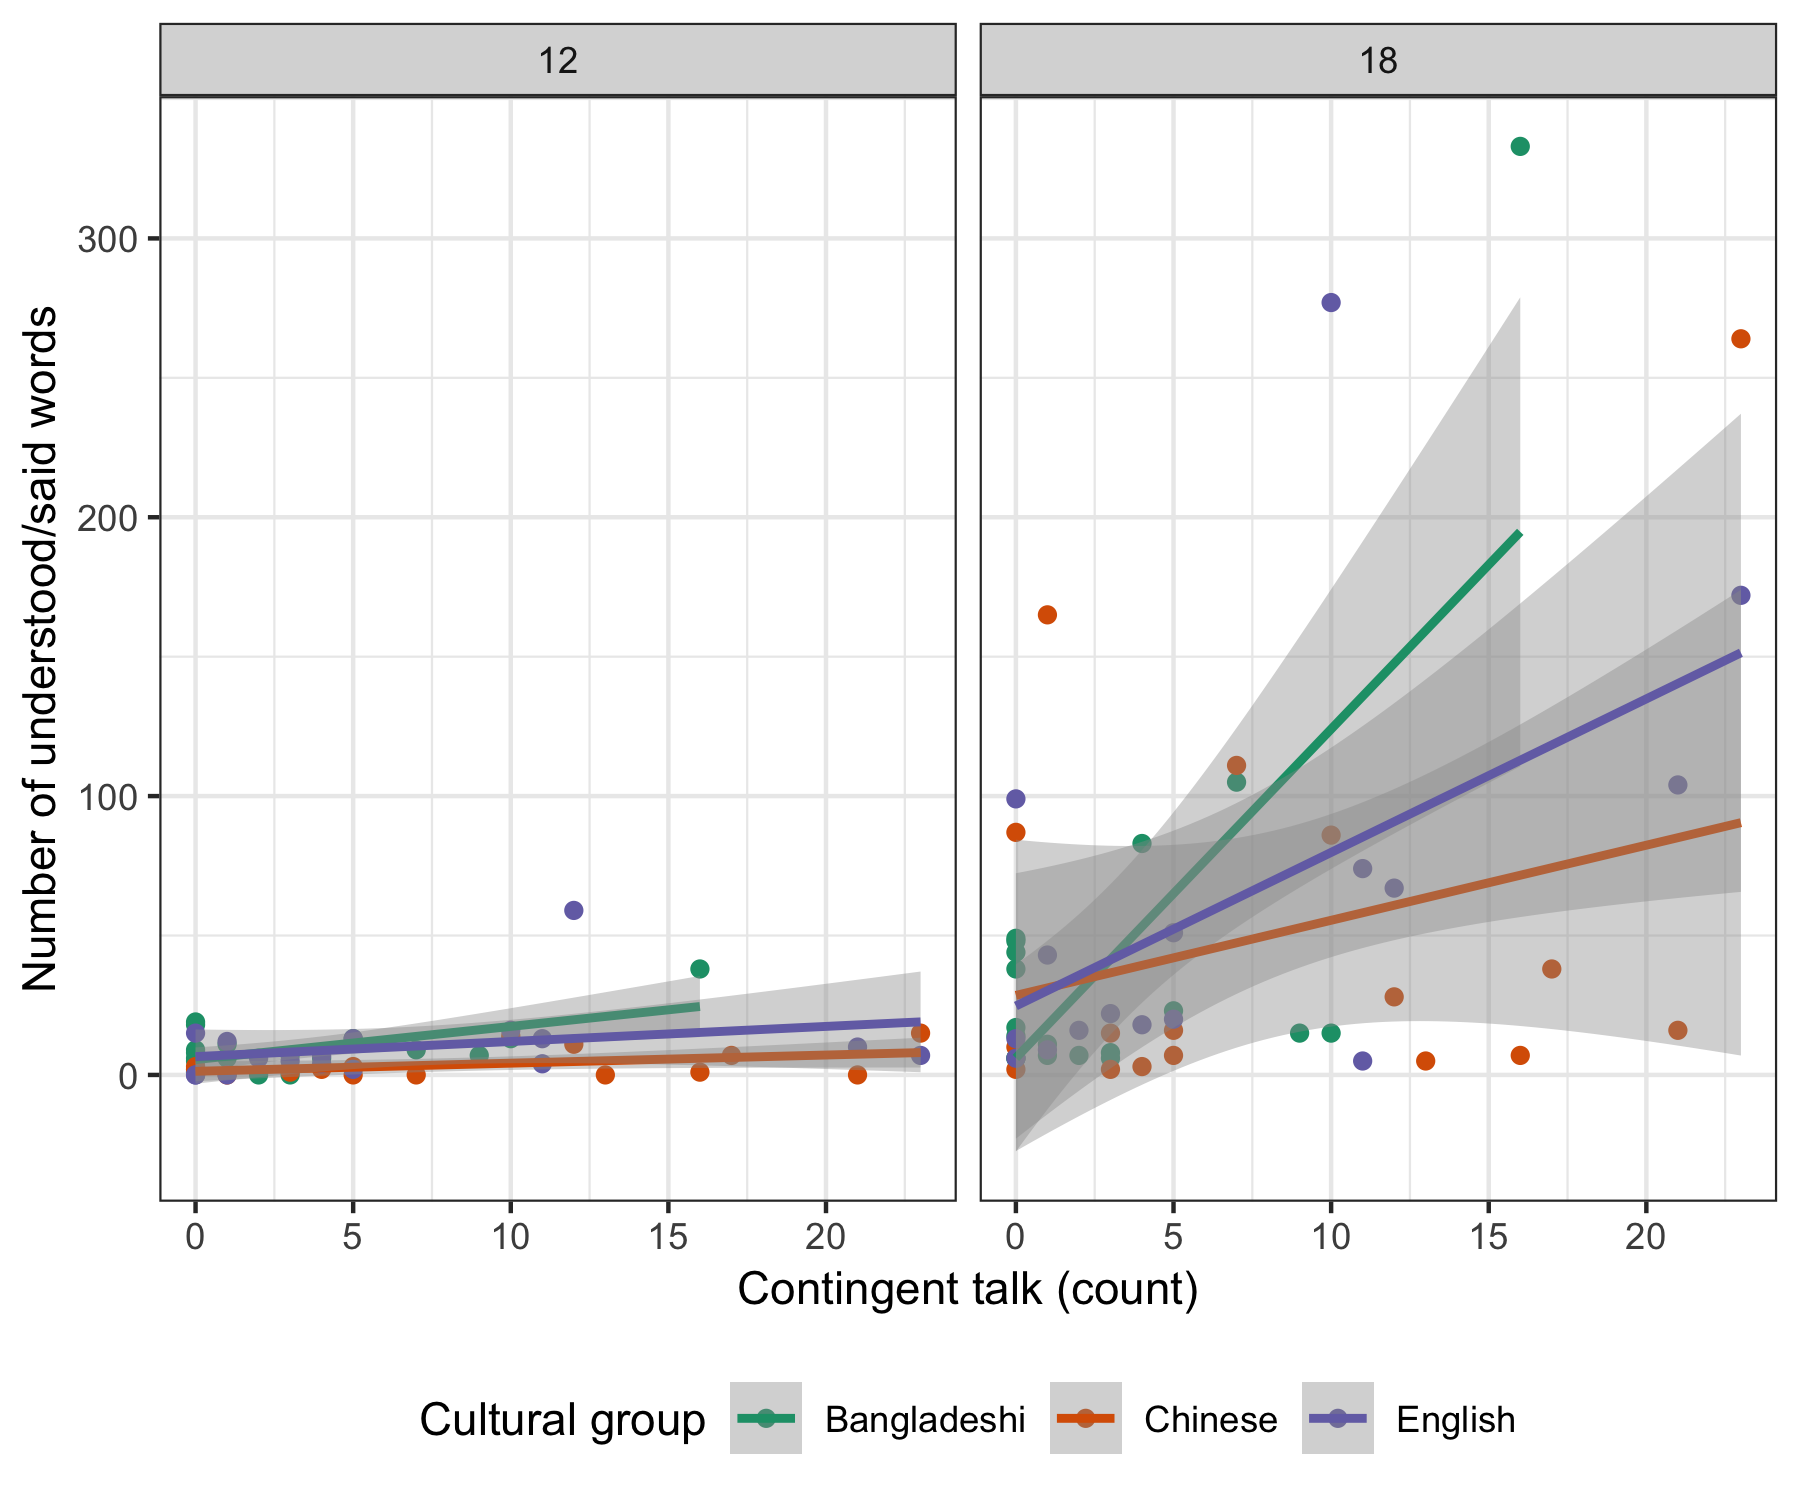 12
18
Number of understood/said words
300
200
100
0
0 5 10 15 20
0 5 10 15 20
Contingent talk (count)
Cultural group Bangladeshi Chinese English